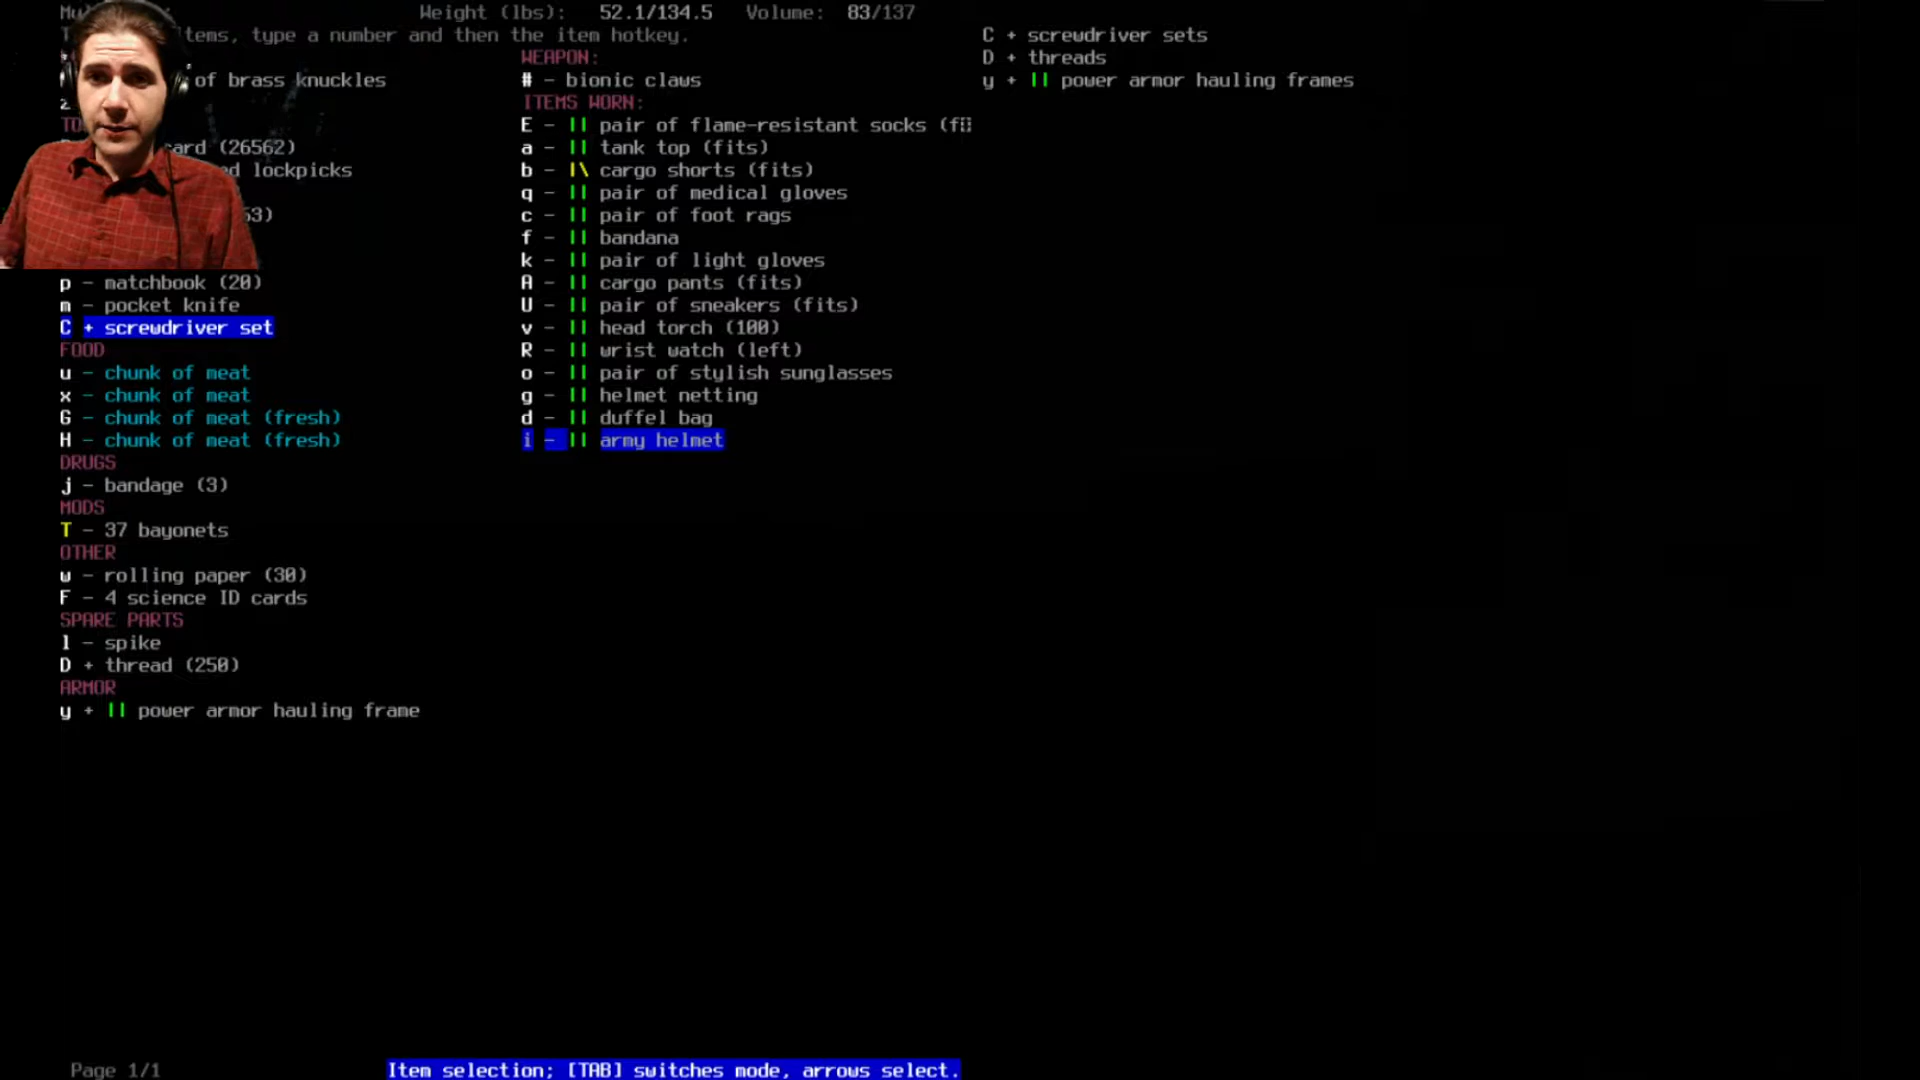 Weight (lbs): 52.1/134.5 Volume: 83/137
items, type a number and then the item hotkey.
of brass knuckles
card (26562)
lockpicks
p - matchbook (20)
m - pocket knife
C + screwdriver set
FOOD
u - chunk of meat
x - chunk of meat
G - chunk of meat (fresh)
H - chunk of meat (fresh)
DRUGS
j - bandage (3)
MODS
T - 37 bayonets
OTHER
w - rolling paper (30)
F - 4 science ID cards
SPARE PARTS
l - spike
D + thread (250)
ARMOR
y + || power armor hauling frame
WEAPON:
# - bionic claws
ITEMS WORN:
E - || pair of flame-resistant socks
a - || tank top (fits)
b - |\ cargo shorts (fits)
q - || pair of medical gloves
c - || pair of foot rags
f - || bandana
k - || pair of light gloves
A - || cargo pants (fits)
U - || pair of sneakers (fits)
v - || head torch (100)
R - || wrist watch (left)
o - || pair of stylish sunglasses
g - || helmet netting
d - || duffel bag
i - || army helmet
C + screwdriver sets
D + threads
y + || power armor hauling frames
Page 1/1
Item selection; [TAB] switches mode, arrows select.